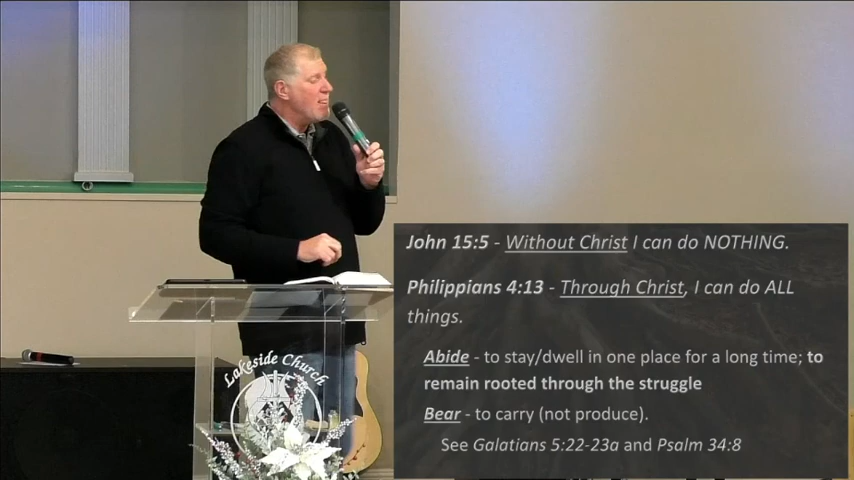 John 15:5 - Without Christ I can do NOTHING.
Philippians 4:13 - Through Christ, I can do ALL
things.
Abide - to stay/dwell in one place for a long time; to
remain rooted through the struggle
Bear - to carry (not produce).
See Galatians 5:22-23a and Psalm 34:8
Lakeside Church